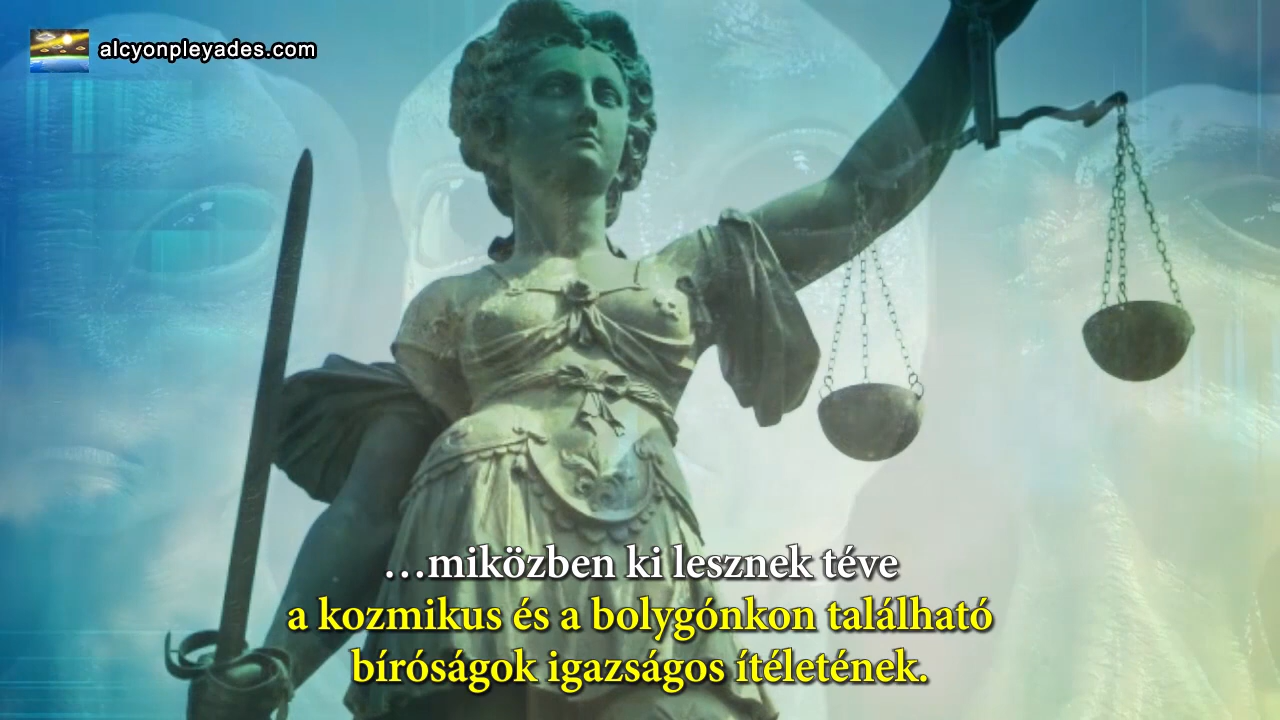 alcyonpleyades.com
…miközben ki lesznek téve
a kozmikus és a bolygónkon található
bíróságok igazságos ítéletének.